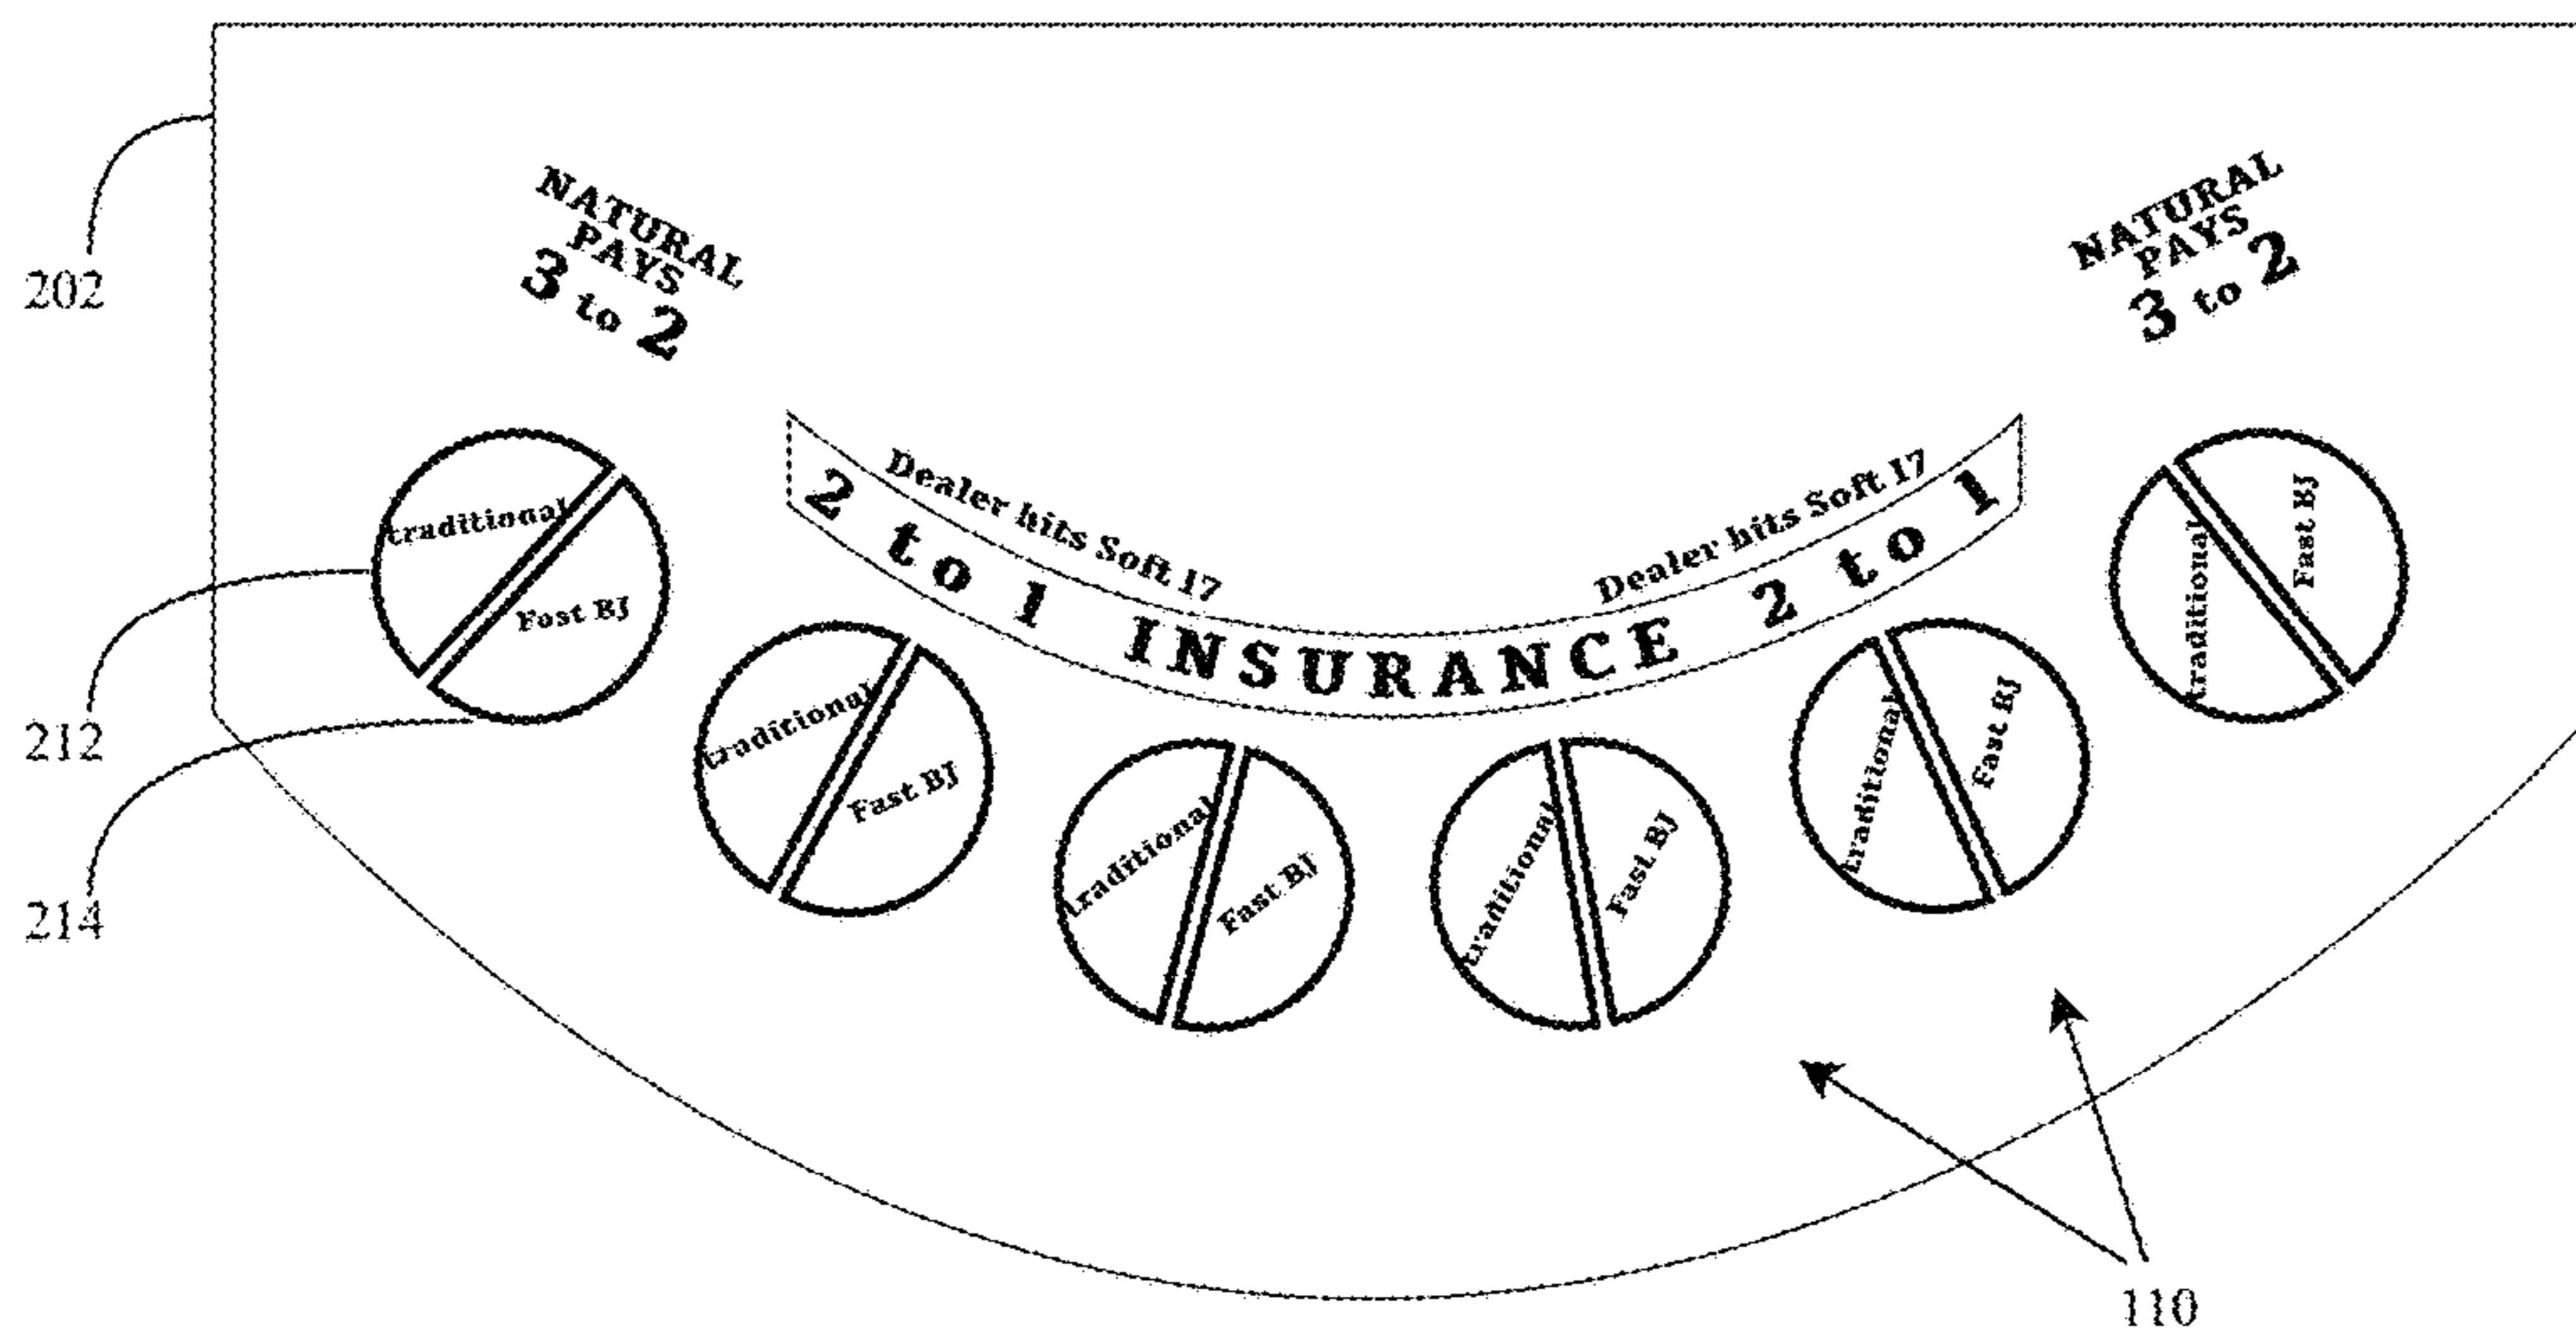 202
NATURAL
PAYS
3 to 2
NATURAL
PAYS
3 to 2
Dealer hits Soft 17
Dealer hits Soft 17
2 to 1 INSURANCE 2 to 1
traditional
Fost BJ
traditional
Fast BJ
traditional
Fast BJ
traditional
Fast BJ
traditional
Fast BJ
traditional
Fast BJ
212
214
110